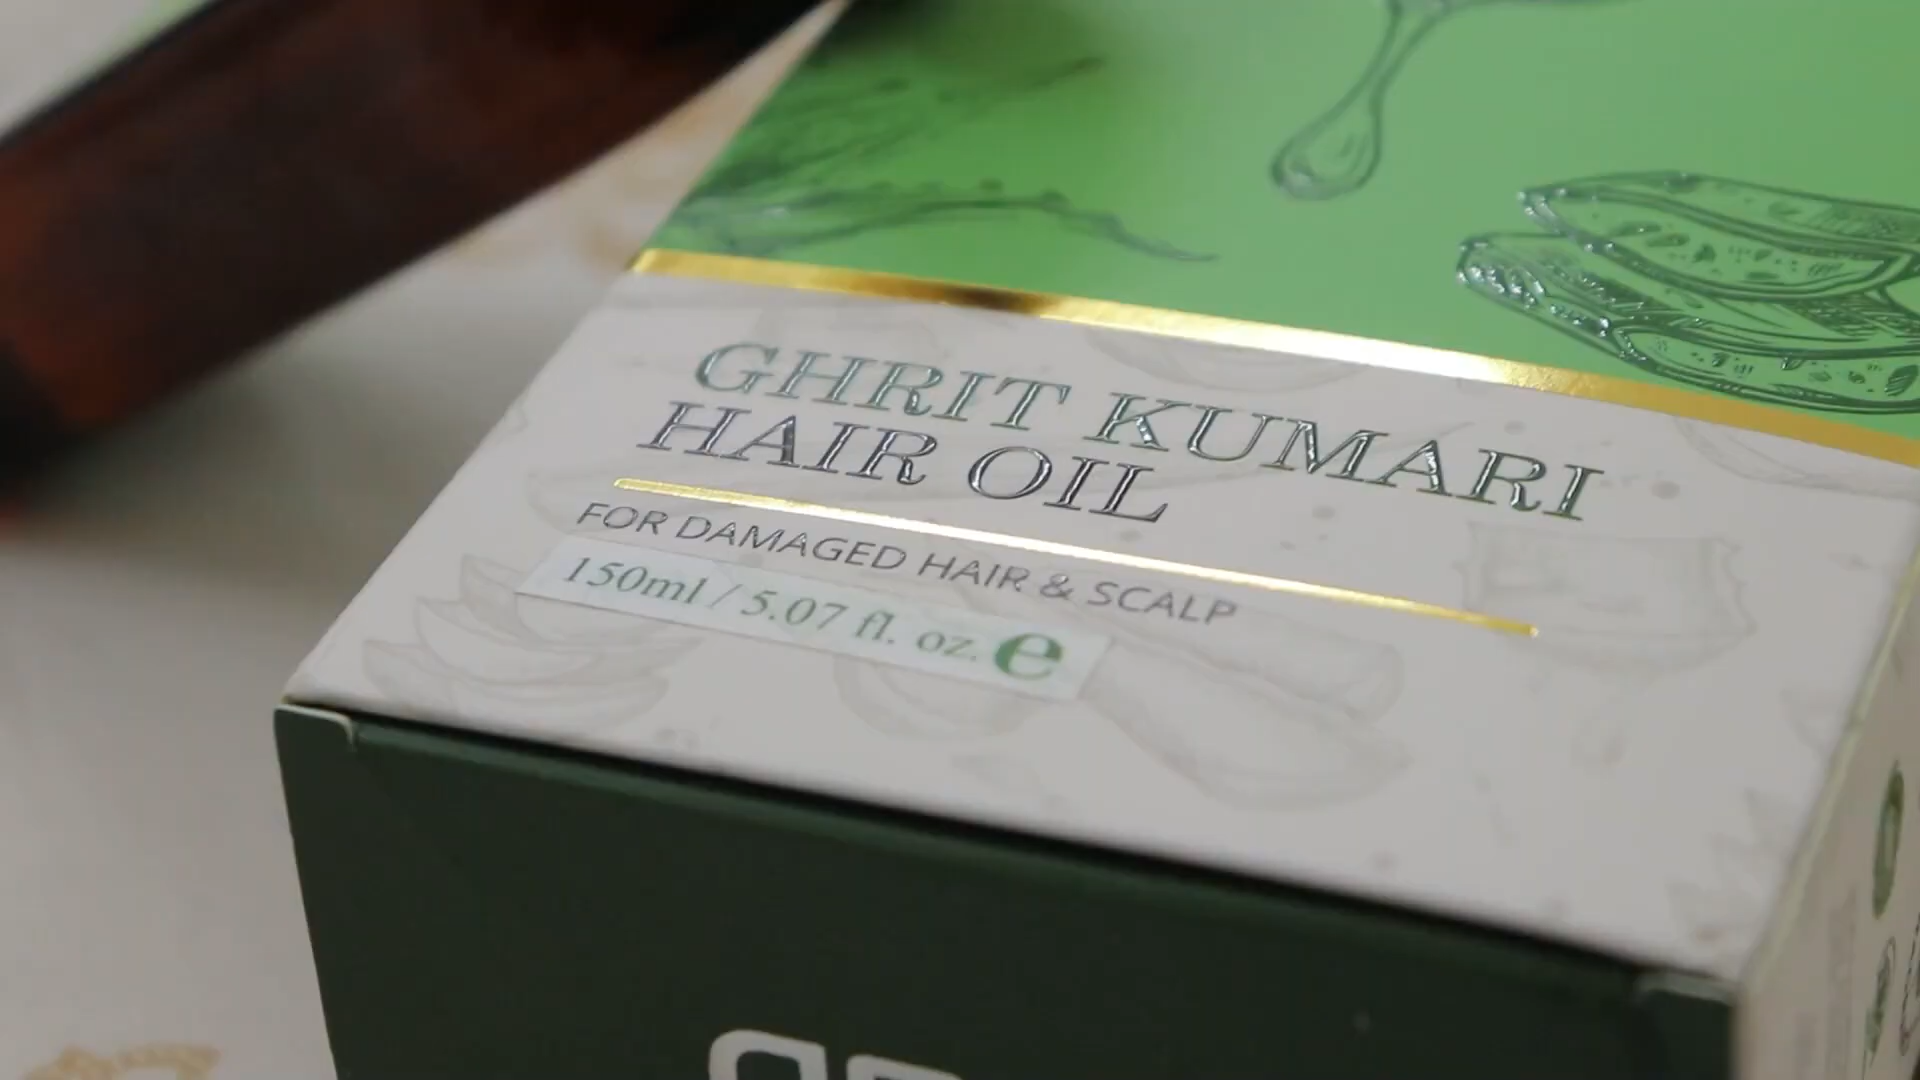 GHRIT KUMARI
HAIR OIL
FOR DAMAGED HAIR & SCALP
150ml / 5.07 fl. oz. e